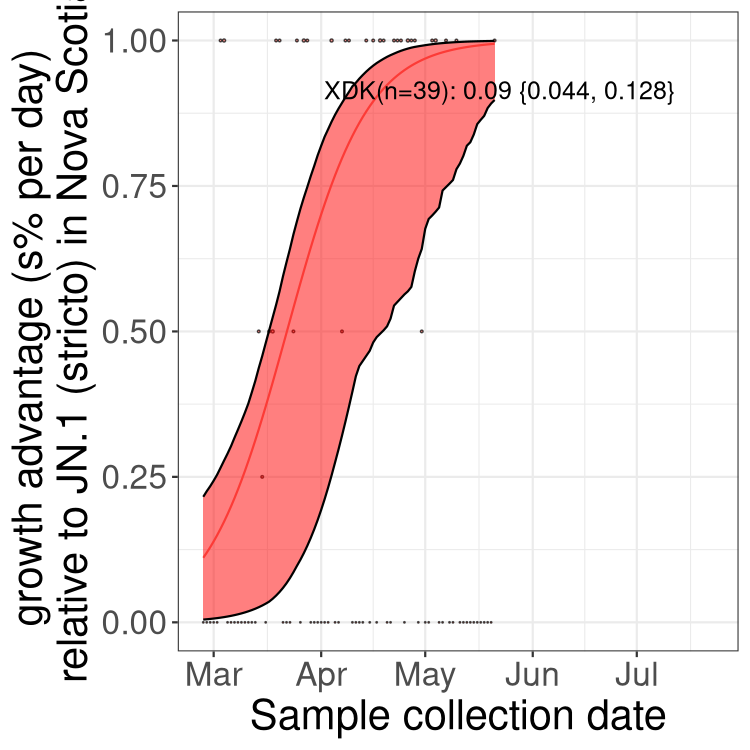 growth advantage (s% per day)
relative to JN.1 (stricto) in Nova Scotia
1.00
0.75
0.50
0.25
0.00
XDK(n=39): 0.09 {0.044, 0.128}
Mar Apr May Jun Jul
Sample collection date